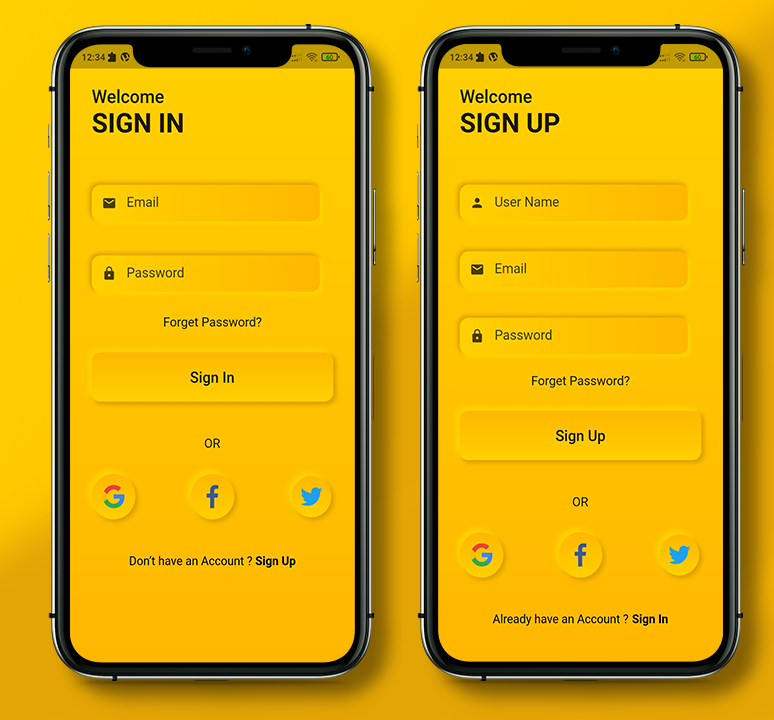 12:34
60
Welcome
SIGN IN
Email
Password
Forget Password?
Sign In
OR
G
f
Don't have an Account ? Sign Up
12:34
60
Welcome
SIGN UP
User Name
Email
Password
Forget Password?
Sign Up
OR
G
f
Already have an Account ? Sign In